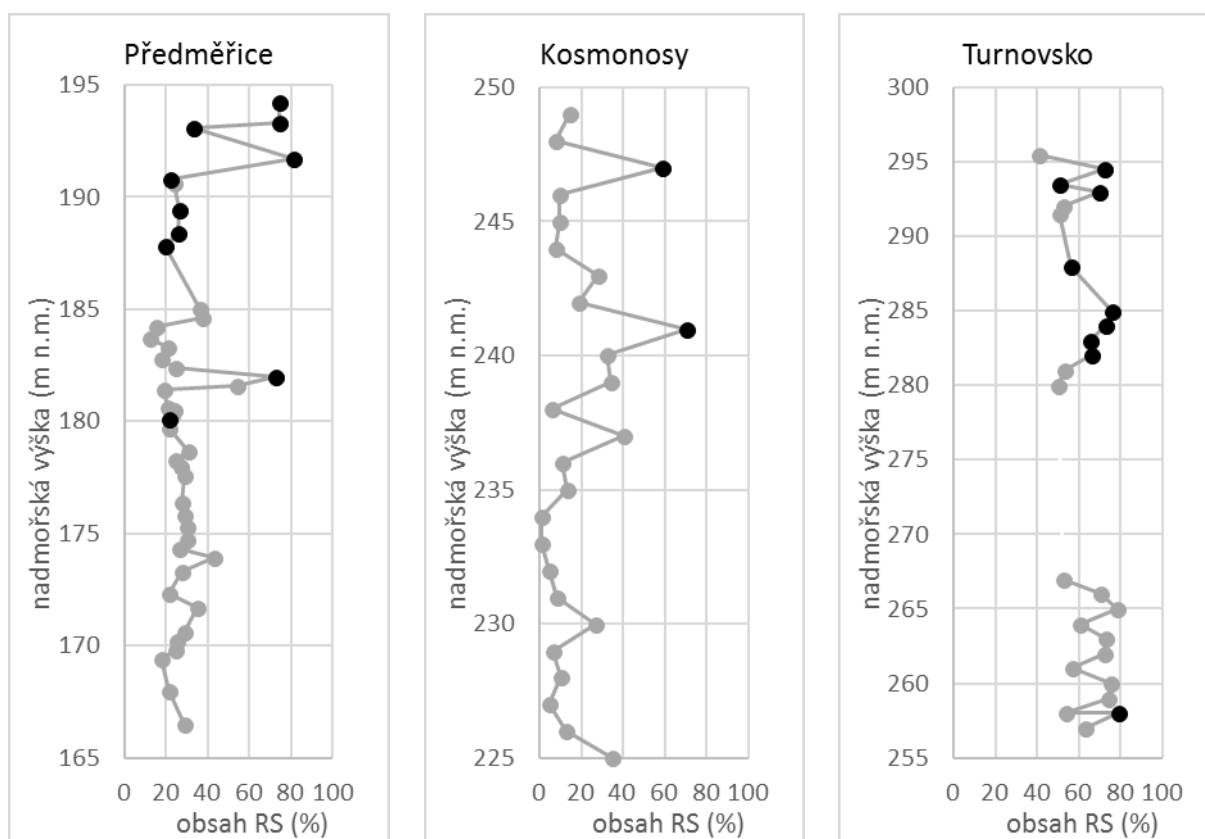 Předměřice
195
190
185
180
175
170
165
0 20 40 60 80 100
nadmořská výška (m n.m.)
obsah RS (%)
Kosmonosy
250
245
240
235
230
225
0 20 40 60 80 100
nadmořská výška (m n.m.)
obsah RS (%)
Turnovsko
300
295
290
285
280
275
270
265
260
255
0 20 40 60 80 100
nadmořská výška (m n.m.)
obsah RS (%)